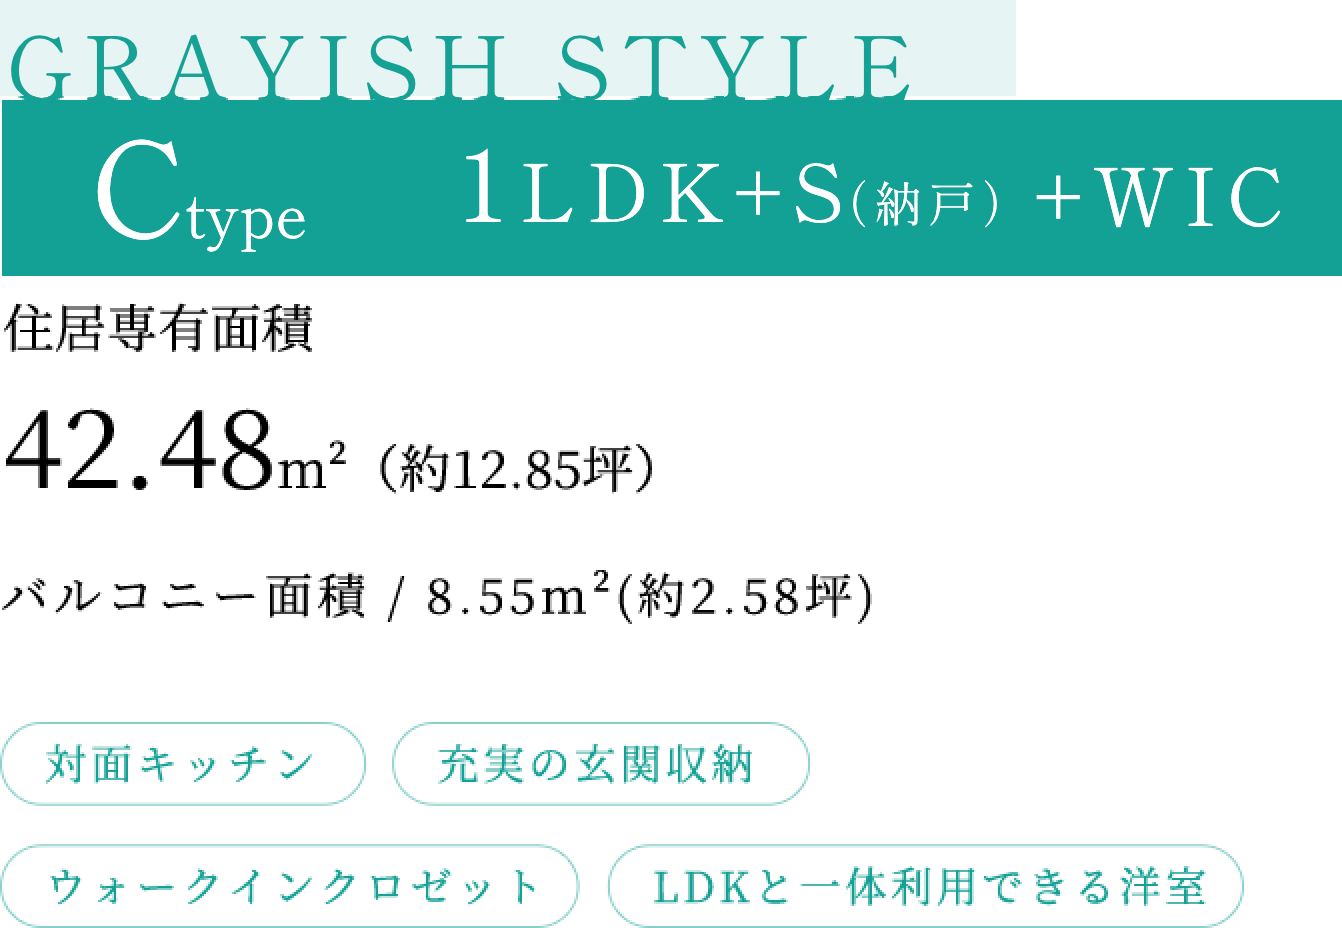 GRAYISH STYLE
Ctype 1LDK+S(納戸) +WIC
住居専有面積
42.48m²（約12.85坪）
バルコニー面積 / 8.55m²(約2.58坪)
対面キッチン 充実の玄関収納
ウォークインクロゼット LDKと一体利用できる洋室